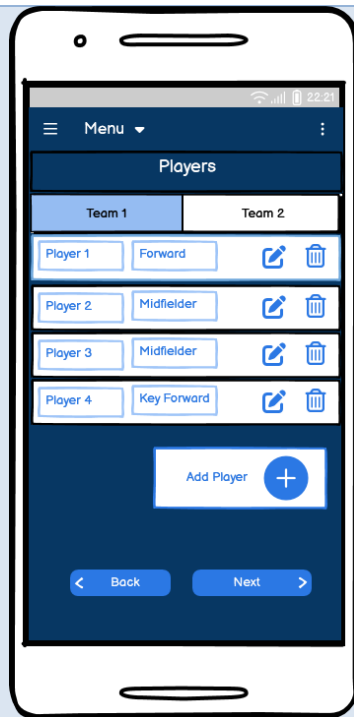 22:21
Menu
Players
Team 1 Team 2
Player 1 Forward
Player 2 Midfielder
Player 3 Midfielder
Player 4 Key Forward
Add Player
Back Next